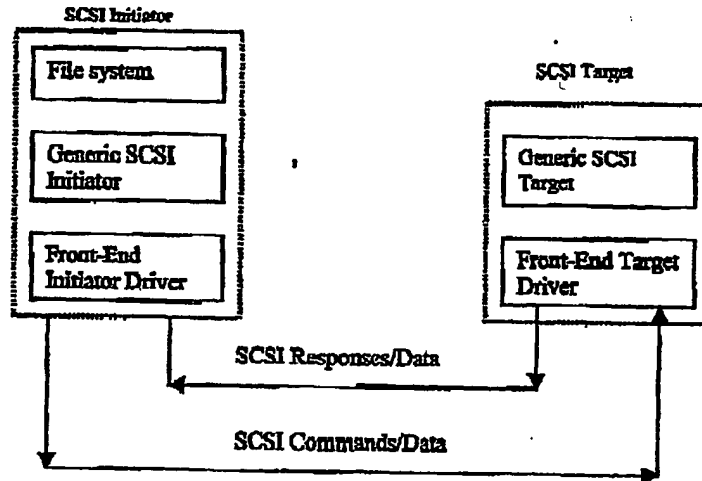 SCSI Initiator
File system
Generic SCSI
Initiator
Front-End
Initiator Driver
SCSI Target
Generic SCSI
Target
Front-End Target
Driver
SCSI Responses/Data
SCSI Commands/Data